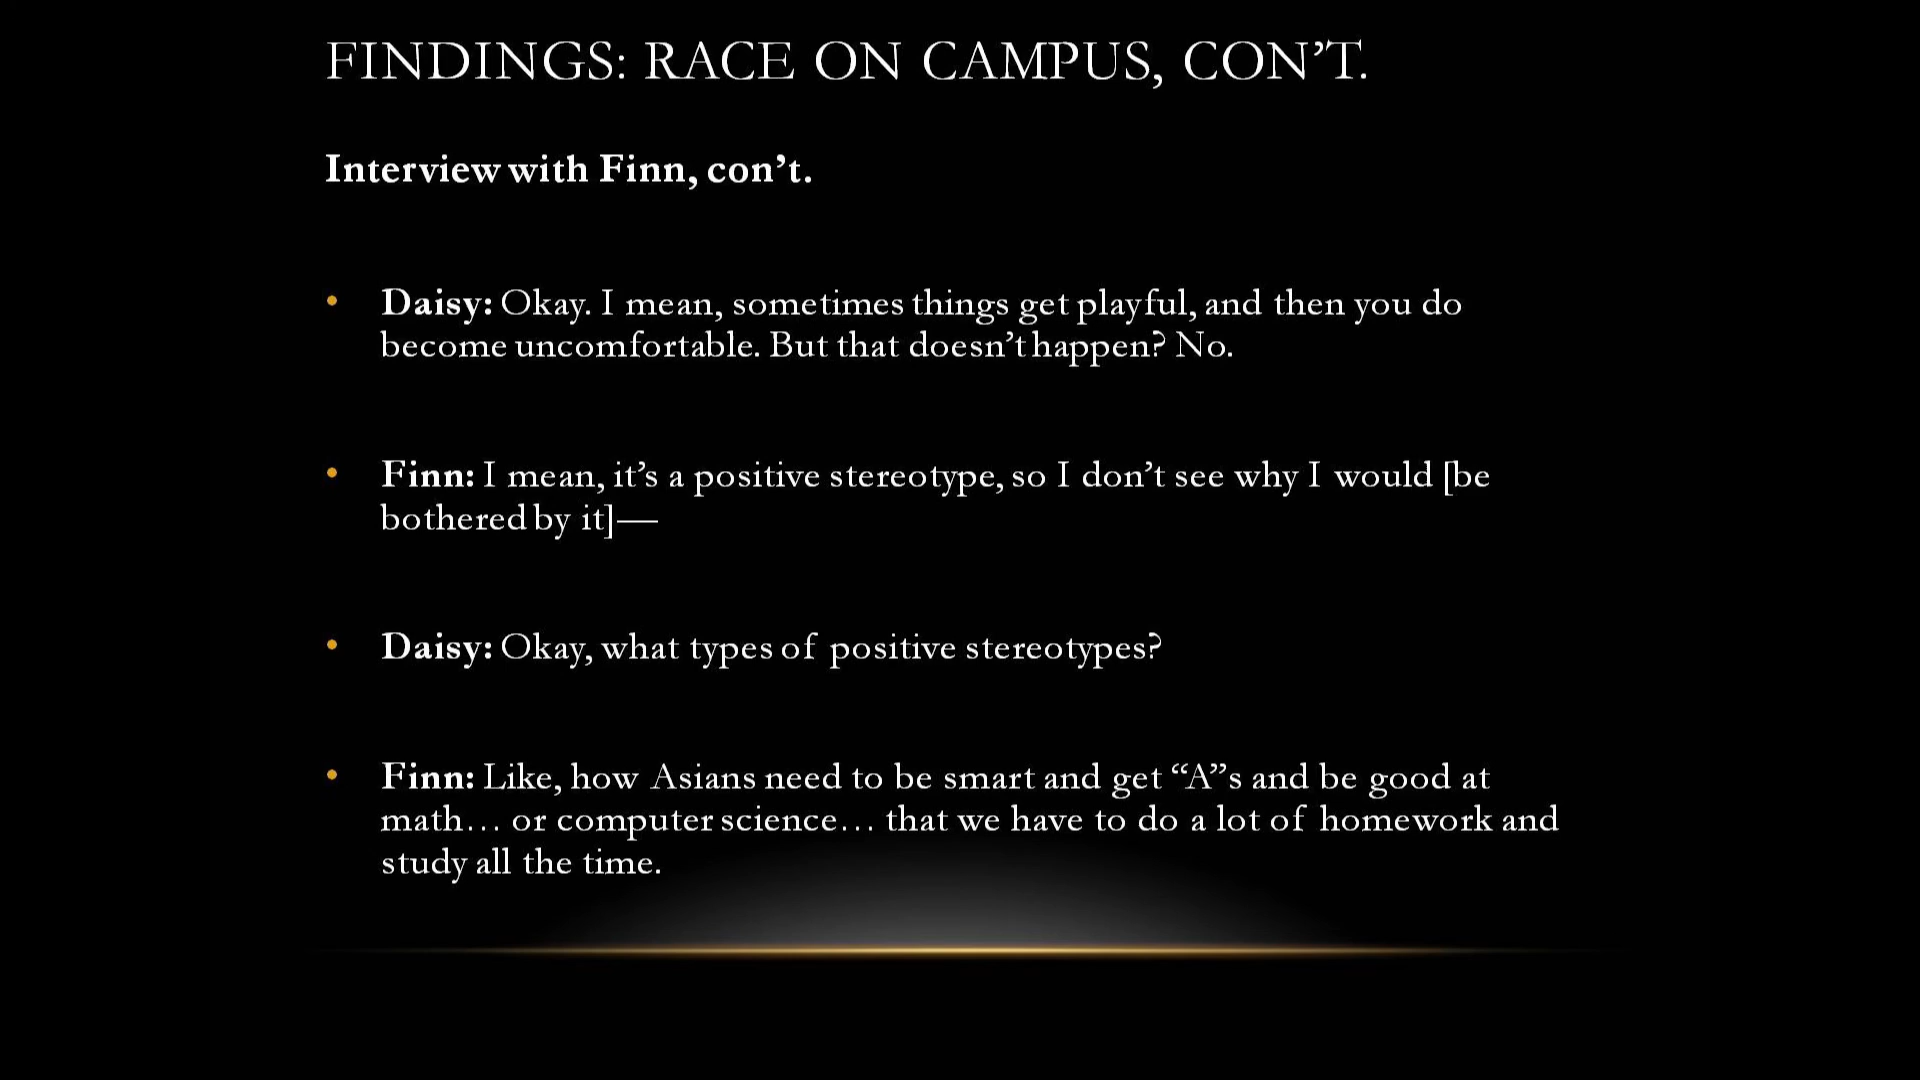 FINDINGS: RACE ON CAMPUS, CON’T.
Interview with Finn, con’t.
• Daisy: Okay. I mean, sometimes things get playful, and then you do
become uncomfortable. But that doesn’t happen? No.
• Finn: I mean, it’s a positive stereotype, so I don’t see why I would [be
bothered by it]—
• Daisy: Okay, what types of positive stereotypes?
• Finn: Like, how Asians need to be smart and get “A”s and be good at
math… or computer science… that we have to do a lot of homework and
study all the time.